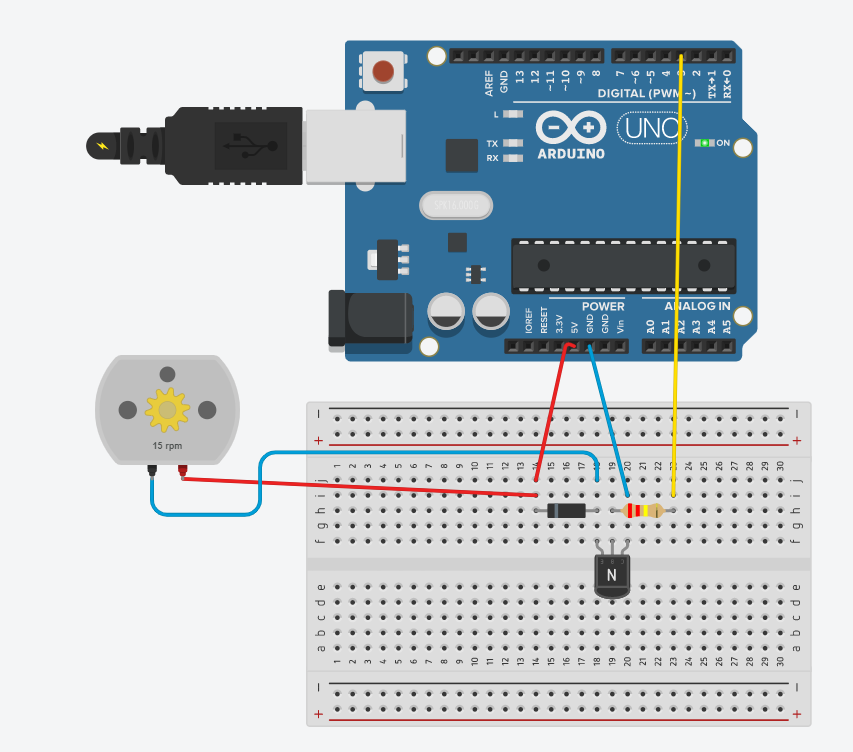 AREF
GND
13
12
~11
~10
~9
8
7
~6
~5
4
2
TX→1
RX←0
DIGITAL (PWM~)
L
TX
RX
UNO
ARDUINO
ON
POWER
ANALOG IN
IOREF
RESET
3.3V
5V
GND
GND
Vin
A0
A1
A2
A3
A4
A5
15 rpm
− −
+ +
1 2 3 4 5 6 7 8 9 10 11 12 13 14 15 16 17 18 19 20 21 22 23 24 25 26 27 28 29 30
j j
i i
h h
g g
f f
N
e e
d d
c c
b b
a a
1 2 3 4 5 6 7 8 9 10 11 12 13 14 15 16 17 18 19 20 21 22 23 24 25 26 27 28 29 30
− −
+ +